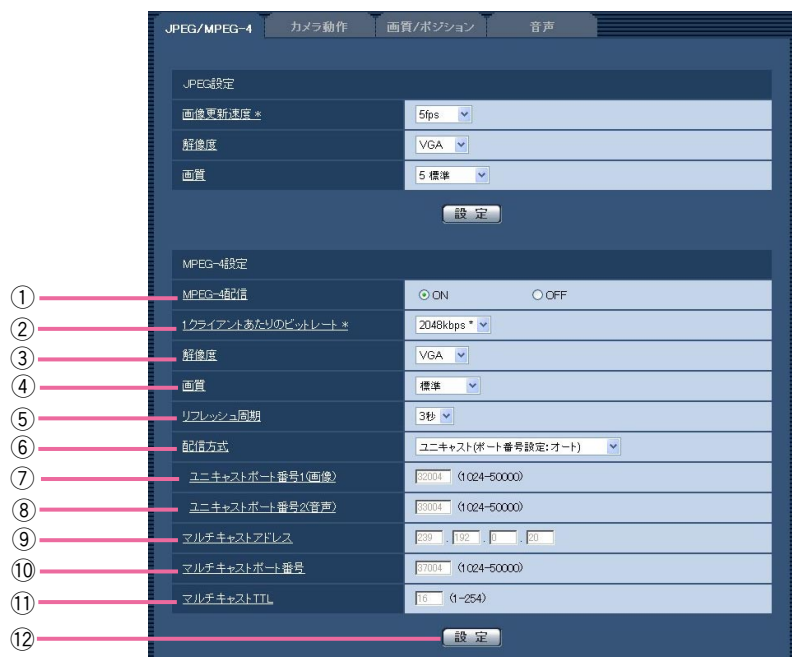 JPEG/MPEG-4 カメラ動作 画質/ポジション 音声
JPEG設定
画像更新速度 * 5fps
解像度 VGA
画質 5 標準
設 定
MPEG-4設定
① MPEG-4配信 ON OFF
② 1クライアントあたりのビットレート * 2048kbps *
③ 解像度 VGA
④ 画質 標準
⑤ リフレッシュ周期 3秒
⑥ 配信方式 ユニキャスト(ポート番号設定:オート)
⑦ ユニキャストポート番号1(画像) 32004 (1024-50000)
⑧ ユニキャストポート番号2(音声) 33004 (1024-50000)
⑨ マルチキャストアドレス 239 . 192 . 0 . 20
⑩ マルチキャストポート番号 37004 (1024-50000)
⑪ マルチキャストTTL 16 (1-254)
⑫ 設 定